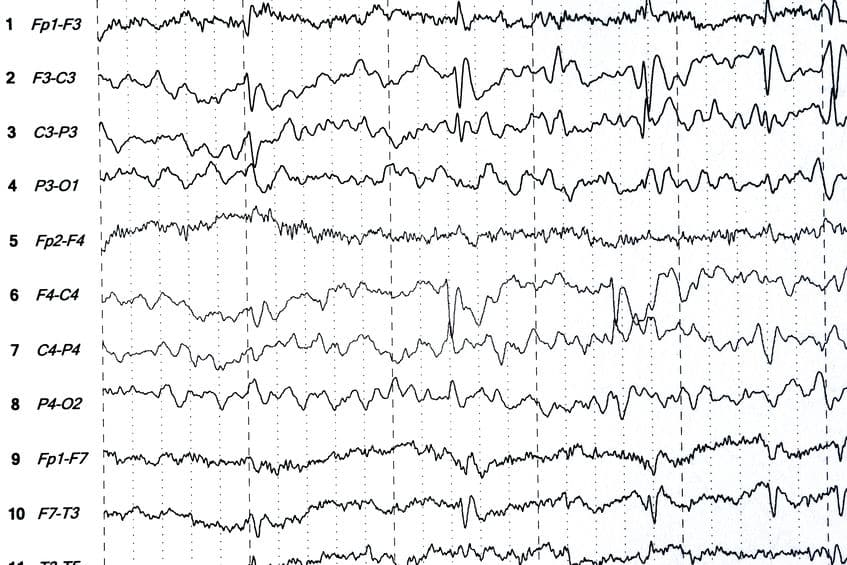 1 Fp1-F3
2 F3-C3
3 C3-P3
4 P3-O1
5 Fp2-F4
6 F4-C4
7 C4-P4
8 P4-O2
9 Fp1-F7
10 F7-T3